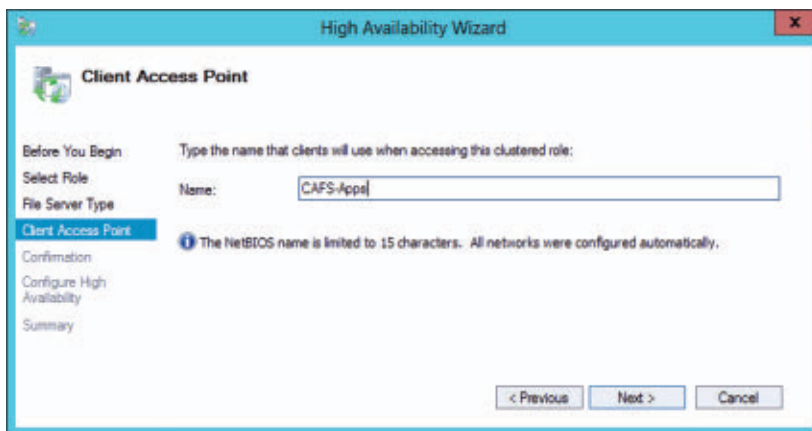 High Availability Wizard
x
Client Access Point
Before You Begin
Select Role
File Server Type
Client Access Point
Confirmation
Configure High
Availability
Summary
Type the name that clients will use when accessing this clustered role:
Name:
CAFS-Apps
The NetBIOS name is limited to 15 characters. All networks were configured automatically.
< Previous
Next >
Cancel